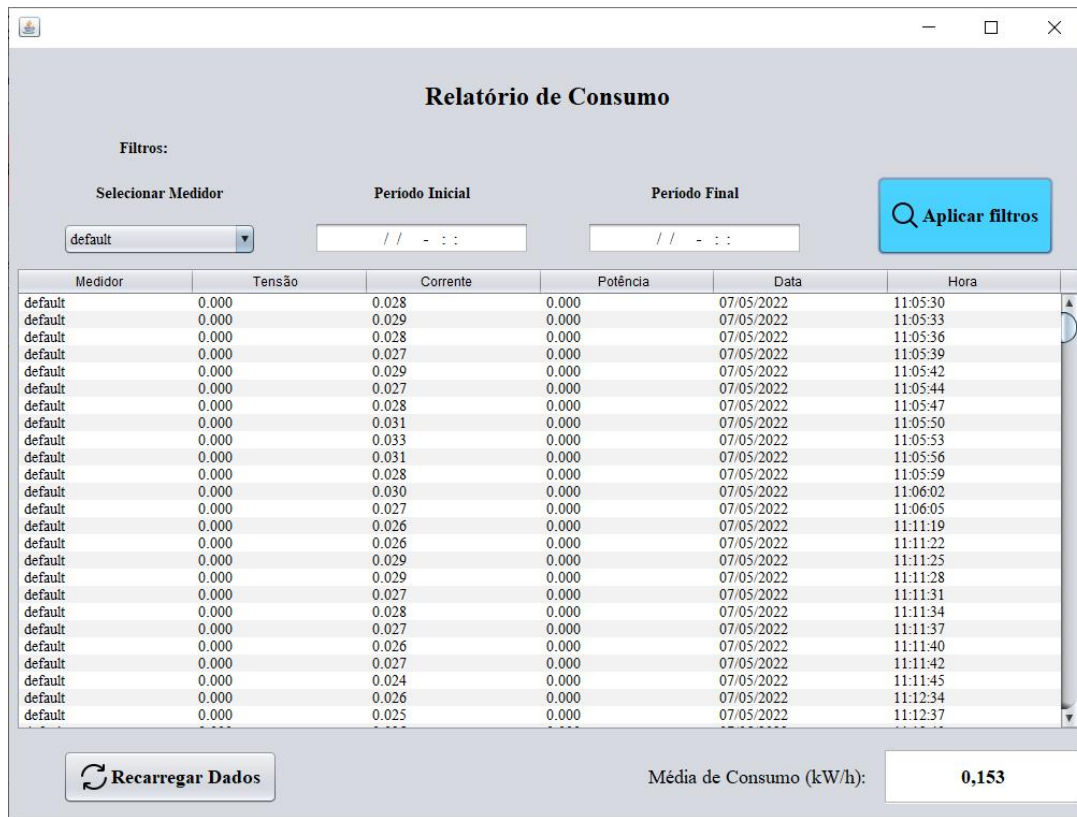 Relatório de Consumo
Filtros:
Selecionar Medidor Período Inicial Período Final
Aplicar filtros
default / / - : : / / - : :
Medidor Tensão Corrente Potência Data Hora
default 0.000 0.028 0.000 07/05/2022 11:05:30
default 0.000 0.029 0.000 07/05/2022 11:05:33
default 0.000 0.028 0.000 07/05/2022 11:05:36
default 0.000 0.027 0.000 07/05/2022 11:05:39
default 0.000 0.029 0.000 07/05/2022 11:05:42
default 0.000 0.027 0.000 07/05/2022 11:05:44
default 0.000 0.028 0.000 07/05/2022 11:05:47
default 0.000 0.031 0.000 07/05/2022 11:05:50
default 0.000 0.033 0.000 07/05/2022 11:05:53
default 0.000 0.031 0.000 07/05/2022 11:05:56
default 0.000 0.028 0.000 07/05/2022 11:05:59
default 0.000 0.030 0.000 07/05/2022 11:06:02
default 0.000 0.027 0.000 07/05/2022 11:06:05
default 0.000 0.026 0.000 07/05/2022 11:11:19
default 0.000 0.026 0.000 07/05/2022 11:11:22
default 0.000 0.029 0.000 07/05/2022 11:11:25
default 0.000 0.029 0.000 07/05/2022 11:11:28
default 0.000 0.027 0.000 07/05/2022 11:11:31
default 0.000 0.028 0.000 07/05/2022 11:11:34
default 0.000 0.027 0.000 07/05/2022 11:11:37
default 0.000 0.026 0.000 07/05/2022 11:11:40
default 0.000 0.027 0.000 07/05/2022 11:11:42
default 0.000 0.024 0.000 07/05/2022 11:11:45
default 0.000 0.026 0.000 07/05/2022 11:12:34
default 0.000 0.025 0.000 07/05/2022 11:12:37
Recarregar Dados Média de Consumo (kW/h): 0,153